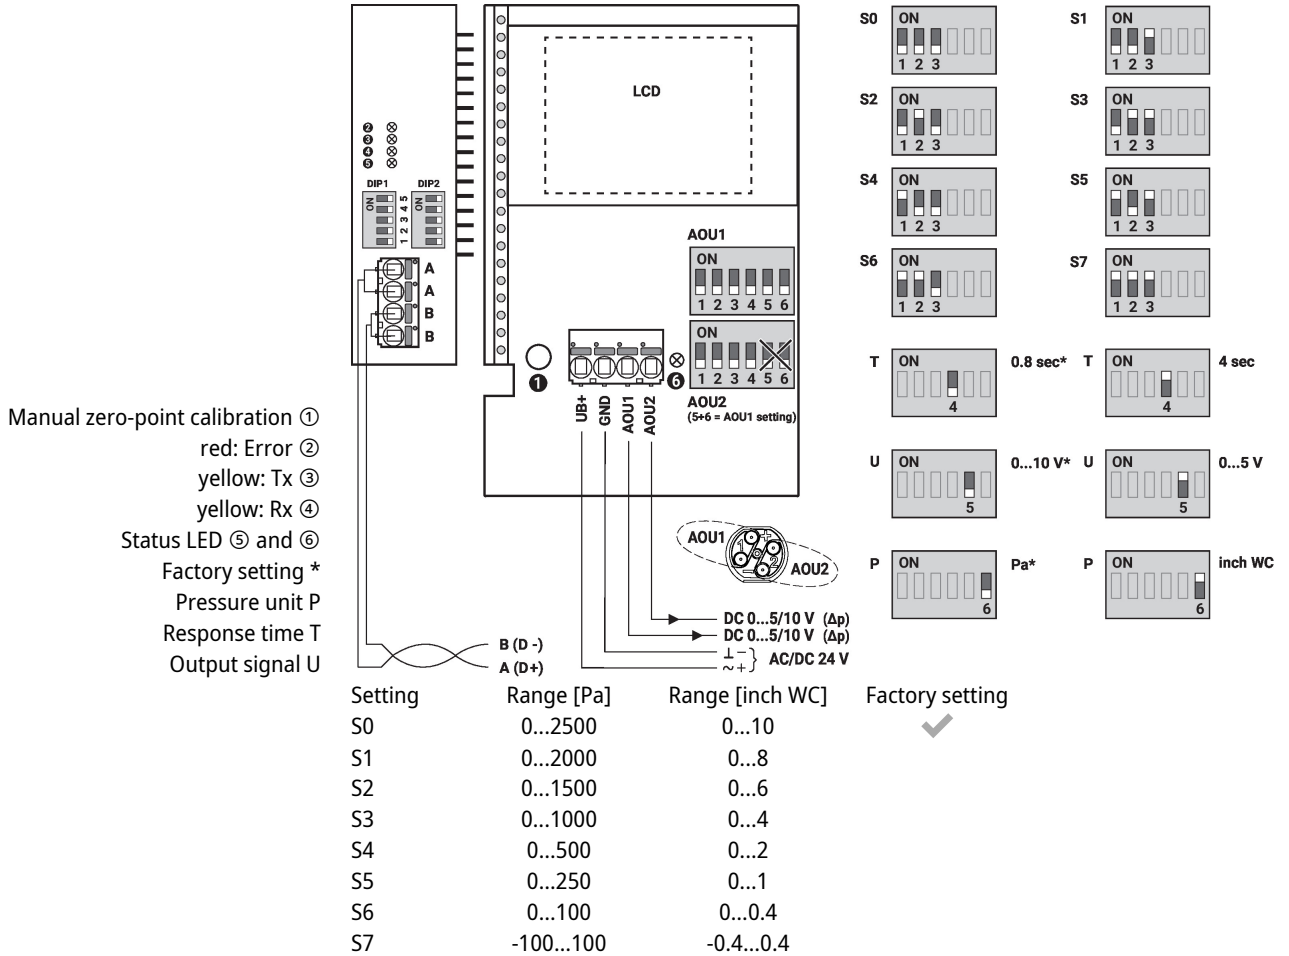 LCD
❷
❸
❹
❺
DIP1 DIP2
ON ON
1 2 3 4 5
A
A
B
B
AOU1
ON
1 2 3 4 5 6
ON
1 2 3 4 5 6
AOU2
(5+6 = AOU1 setting)
❶
❻
UB+
GND
AOU1
AOU2
AOU1
1
2
AOU2
DC 0...5/10 V (Δp)
DC 0...5/10 V (Δp)
⊥ −
~ +
AC/DC 24 V
B (D -)
A (D+)
S0 ON
1 2 3
S1 ON
1 2 3
S2 ON
1 2 3
S3 ON
1 2 3
S4 ON
1 2 3
S5 ON
1 2 3
S6 ON
1 2 3
S7 ON
1 2 3
T ON 0.8 sec*
4
T ON 4 sec
4
U ON 0...10 V*
5
U ON 0...5 V
5
P ON Pa*
6
P ON inch WC
6
Manual zero-point calibration ①
red: Error ②
yellow: Tx ③
yellow: Rx ④
Status LED ⑤ and ⑥
Factory setting *
Pressure unit P
Response time T
Output signal U
Setting Range [Pa] Range [inch WC] Factory setting
S0 0...2500 0...10 ✓
S1 0...2000 0...8
S2 0...1500 0...6
S3 0...1000 0...4
S4 0...500 0...2
S5 0...250 0...1
S6 0...100 0...0.4
S7 -100...100 -0.4...0.4